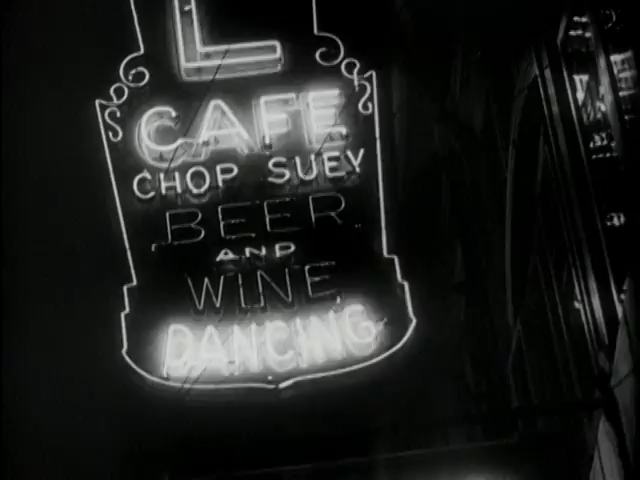 L
CAFE
CHOP SUEY
BEER
AND
WINE
DANCING